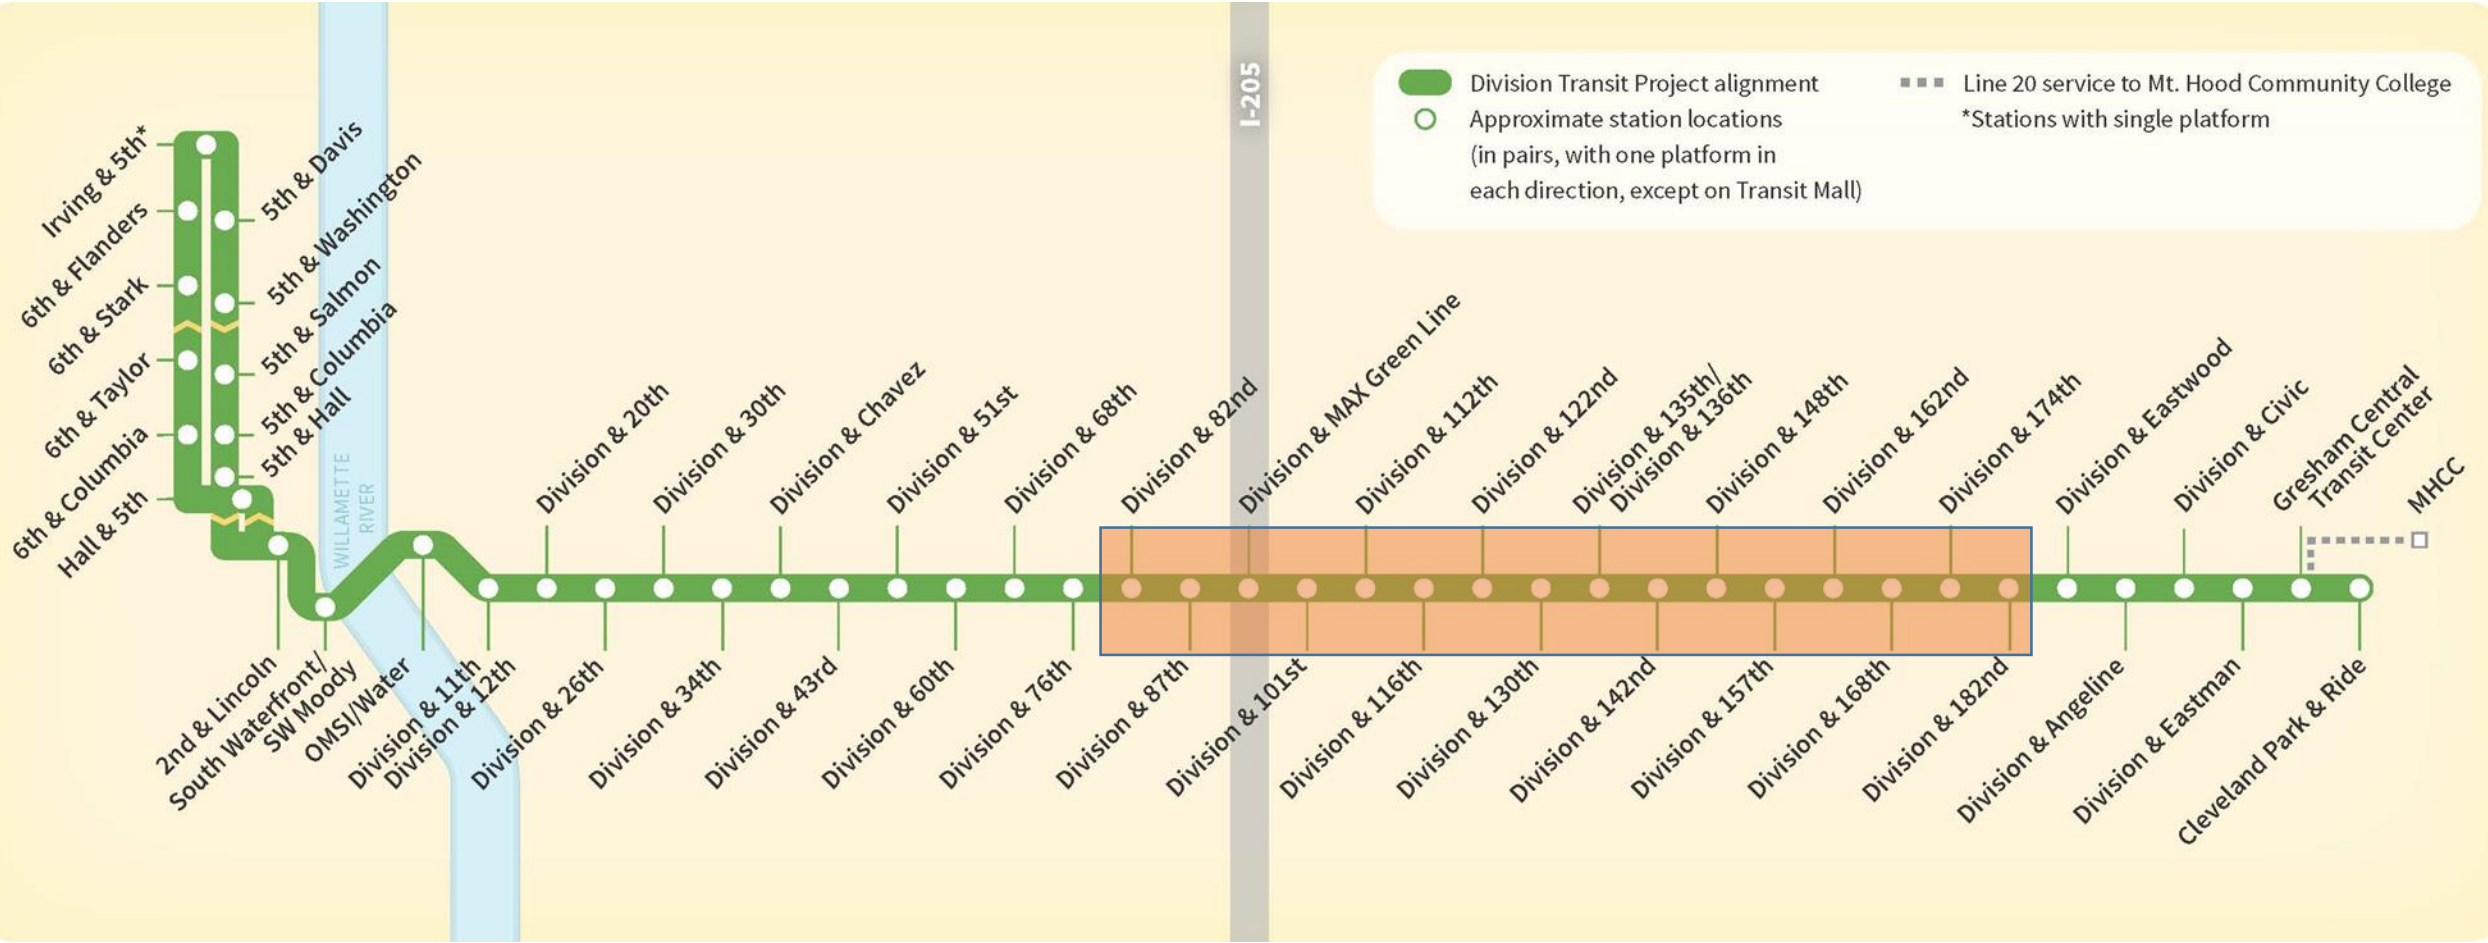 I-205
Division Transit Project alignment
Approximate station locations
(in pairs, with one platform in
each direction, except on Transit Mall)
Line 20 service to Mt. Hood Community College
*Stations with single platform
Irving & 5th*
6th & Flanders
6th & Stark
6th & Taylor
6th & Columbia
Hall & 5th
5th & Davis
5th & Washington
5th & Salmon
5th & Columbia
5th & Hall
WILLAMETTE
RIVER
Division & 20th
Division & 30th
Division & Chavez
Division & 51st
Division & 68th
Division & 82nd
Division & MAX Green Line
Division & 112th
Division & 122nd
Division & 135th/
Division & 136th
Division & 148th
Division & 162nd
Division & 174th
Division & Eastwood
Division & Civic
Gresham Central
Transit Center
MHCC
2nd & Lincoln
South Waterfront/
SW Moody
OMSI/Water
Division & 11th
Division & 12th
Division & 26th
Division & 34th
Division & 43rd
Division & 60th
Division & 76th
Division & 87th
Division & 101st
Division & 116th
Division & 130th
Division & 142nd
Division & 157th
Division & 168th
Division & 182nd
Division & Angeline
Division & Eastman
Cleveland Park & Ride